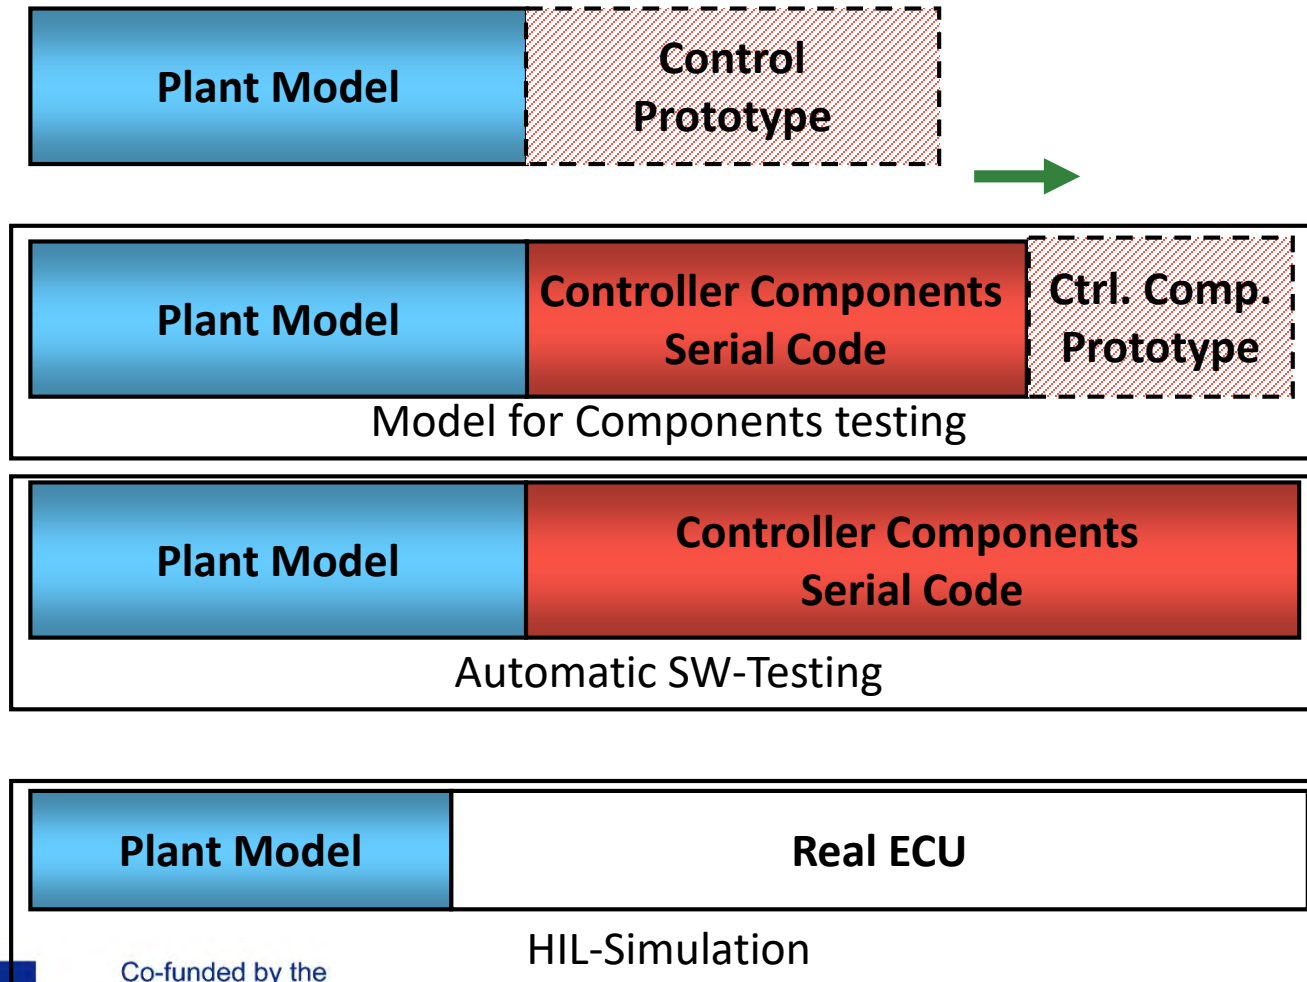 Plant Model
Control
Prototype
Plant Model
Controller Components
Serial Code
Ctrl. Comp.
Prototype
Model for Components testing
Plant Model
Controller Components
Serial Code
Automatic SW-Testing
Plant Model
Real ECU
HIL-Simulation
Co-funded by the